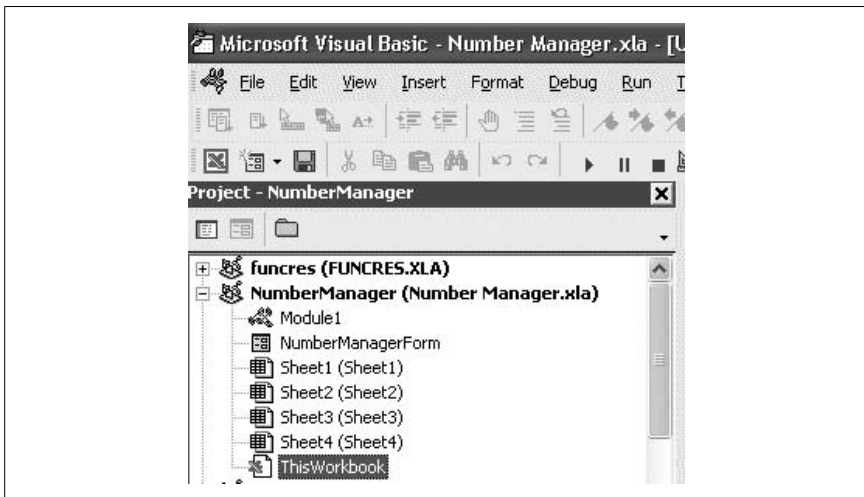 Microsoft Visual Basic - Number Manager.xla - [U
File Edit View Insert Format Debug Run T
Project - NumberManager
funcres (FUNCRES.XLA)
NumberManager (Number Manager.xla)
Module1
NumberManagerForm
Sheet1 (Sheet1)
Sheet2 (Sheet2)
Sheet3 (Sheet3)
Sheet4 (Sheet4)
ThisWorkbook